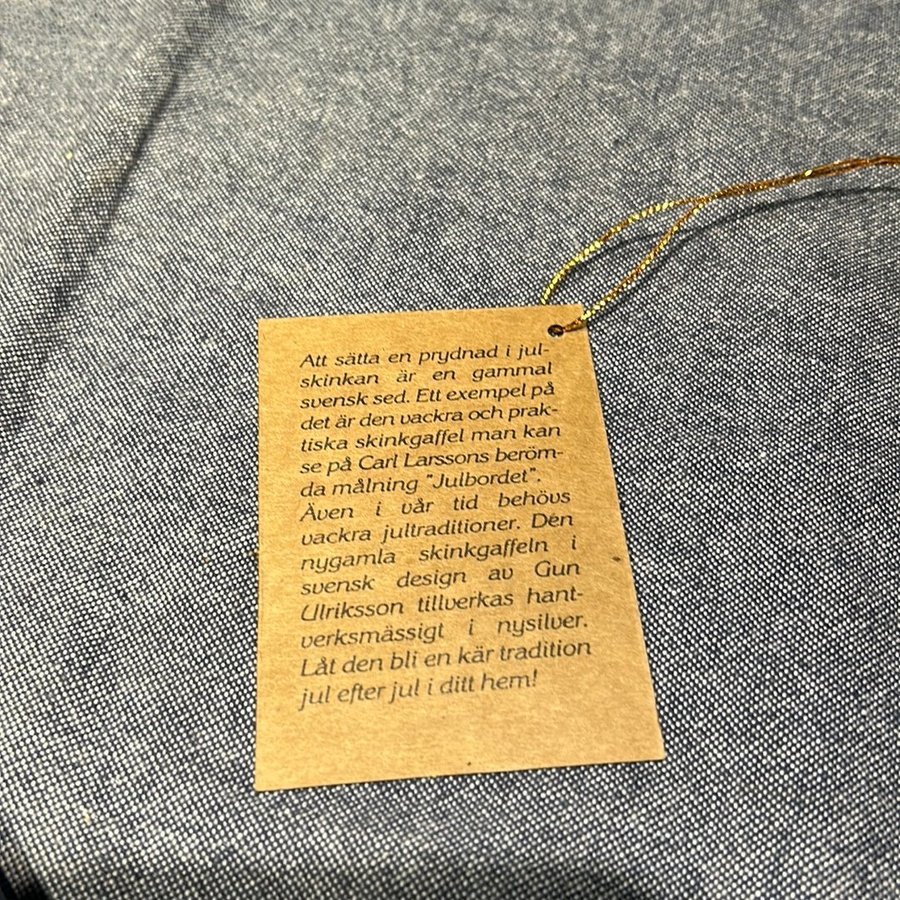 Att sätta en prydnad i jul-
skinkan är en gammal
svensk sed. Ett exempel på
det är den vackra och prak-
tiska skinkgaffel man kan
se på Carl Larssons beröm-
da målning "Julbordet".
Även i vår tid behövs
vackra jultraditioner. Den
nygamla skinkgaffeln i
svensk design av Gun
Ulriksson tillverkas hant-
verksmässigt i nysilver.
Låt den bli en kär tradition
jul efter jul i ditt hem!